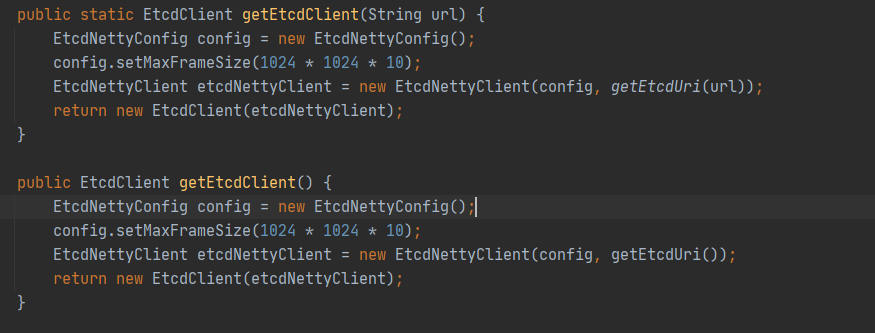 public static EtcdClient getEtcdClient(String url) {
    EtcdNettyConfig config = new EtcdNettyConfig();
    config.setMaxFrameSize(1024 * 1024 * 10);
    EtcdNettyClient etcdNettyClient = new EtcdNettyClient(config, getEtcdUri(url));
    return new EtcdClient(etcdNettyClient);
}
public EtcdClient getEtcdClient() {
    EtcdNettyConfig config = new EtcdNettyConfig();
    config.setMaxFrameSize(1024 * 1024 * 10);
    EtcdNettyClient etcdNettyClient = new EtcdNettyClient(config, getEtcdUri());
    return new EtcdClient(etcdNettyClient);
}